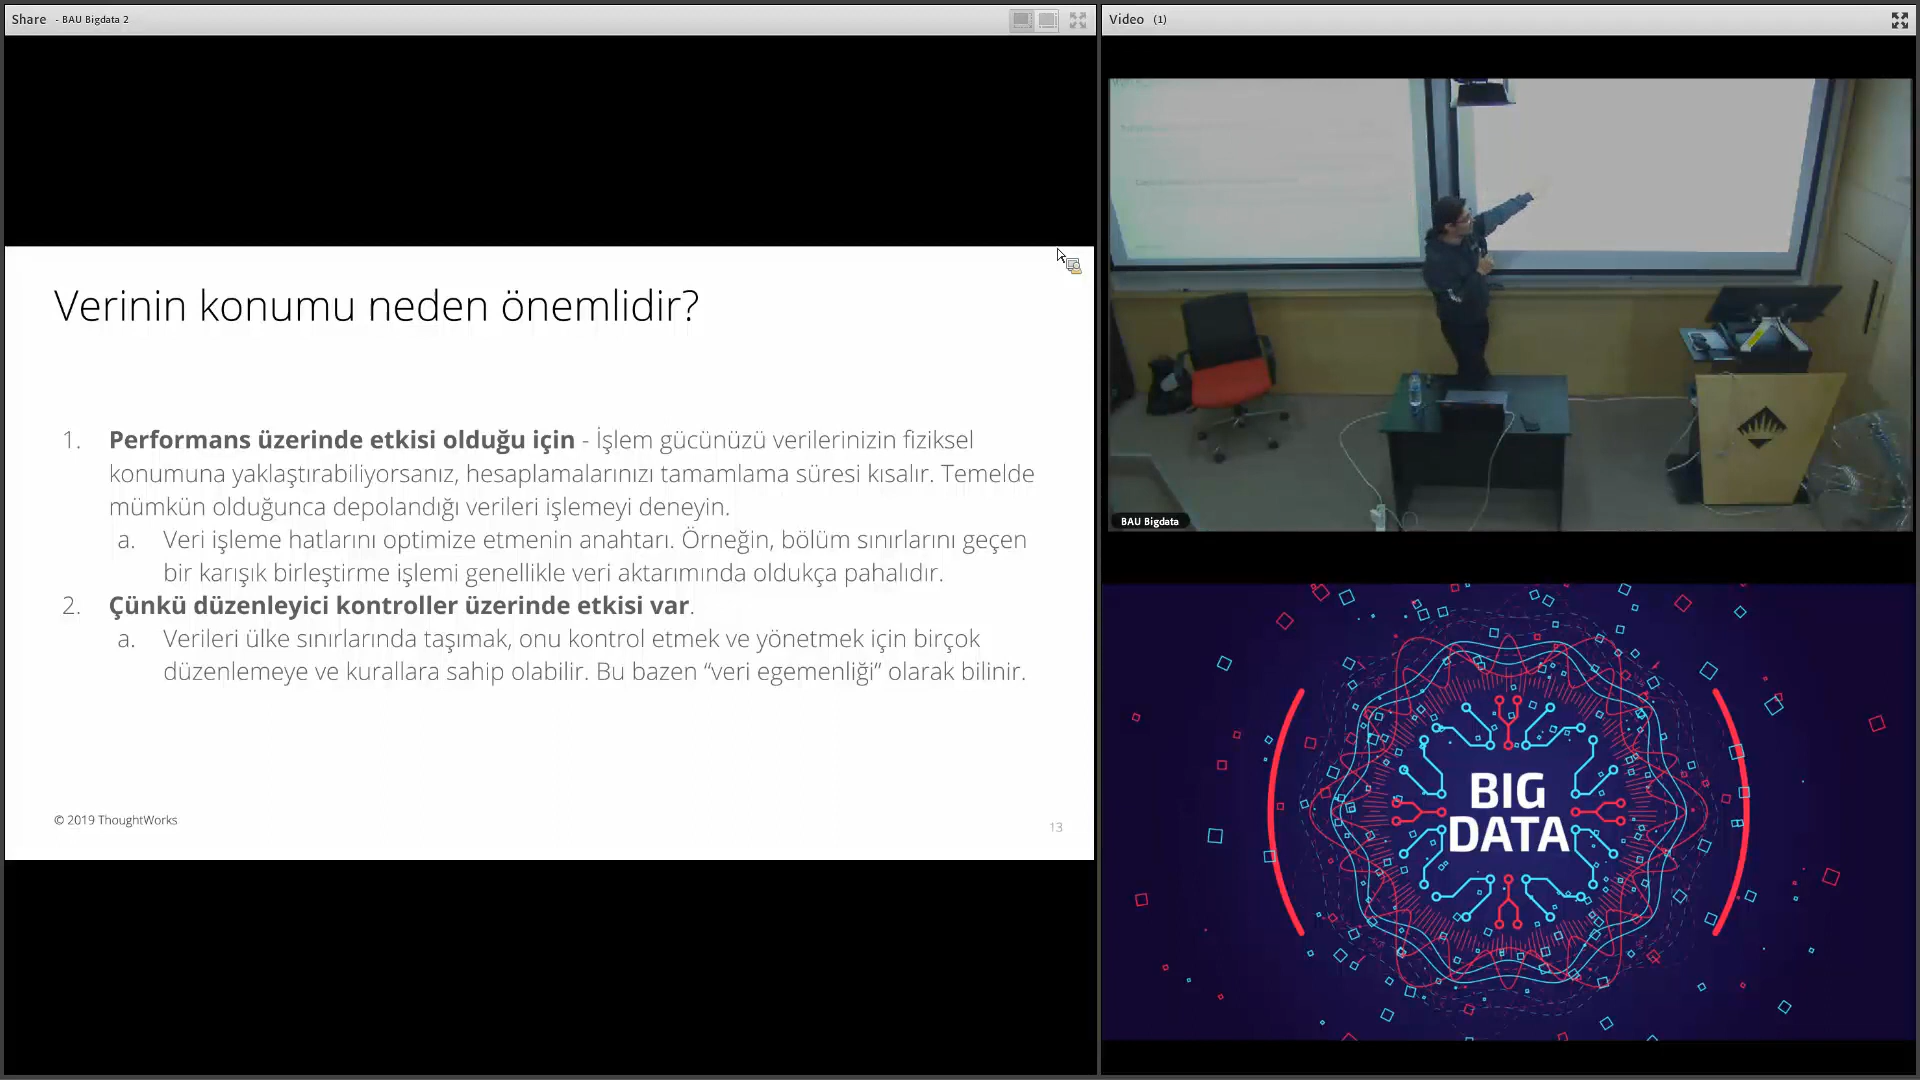 Share - BAU Bigdata 2
Verinin konumu neden önemlidir?
1. Performans üzerinde etkisi olduğu için - İşlem gücünüzü verilerinizin fiziksel
konumuna yaklaştırabiliyorsanız, hesaplamalarınızı tamamlama süresi kısalır. Temelde
mümkün olduğunca depolandığı verileri işlemeyi deneyin.
a. Veri işleme hatlarını optimize etmenin anahtarı. Örneğin, bölüm sınırlarını geçen
bir karışık birleştirme işlemi genellikle veri aktarımında oldukça pahalıdır.
2. Çünkü düzenleyici kontroller üzerinde etkisi var.
a. Verileri ülke sınırlarında taşımak, onu kontrol etmek ve yönetmek için birçok
düzenlemeye ve kurallara sahip olabilir. Bu bazen “veri egemenliği” olarak bilinir.
© 2019 ThoughtWorks
13
Video (1)
BAU Bigdata
BIG
DATA